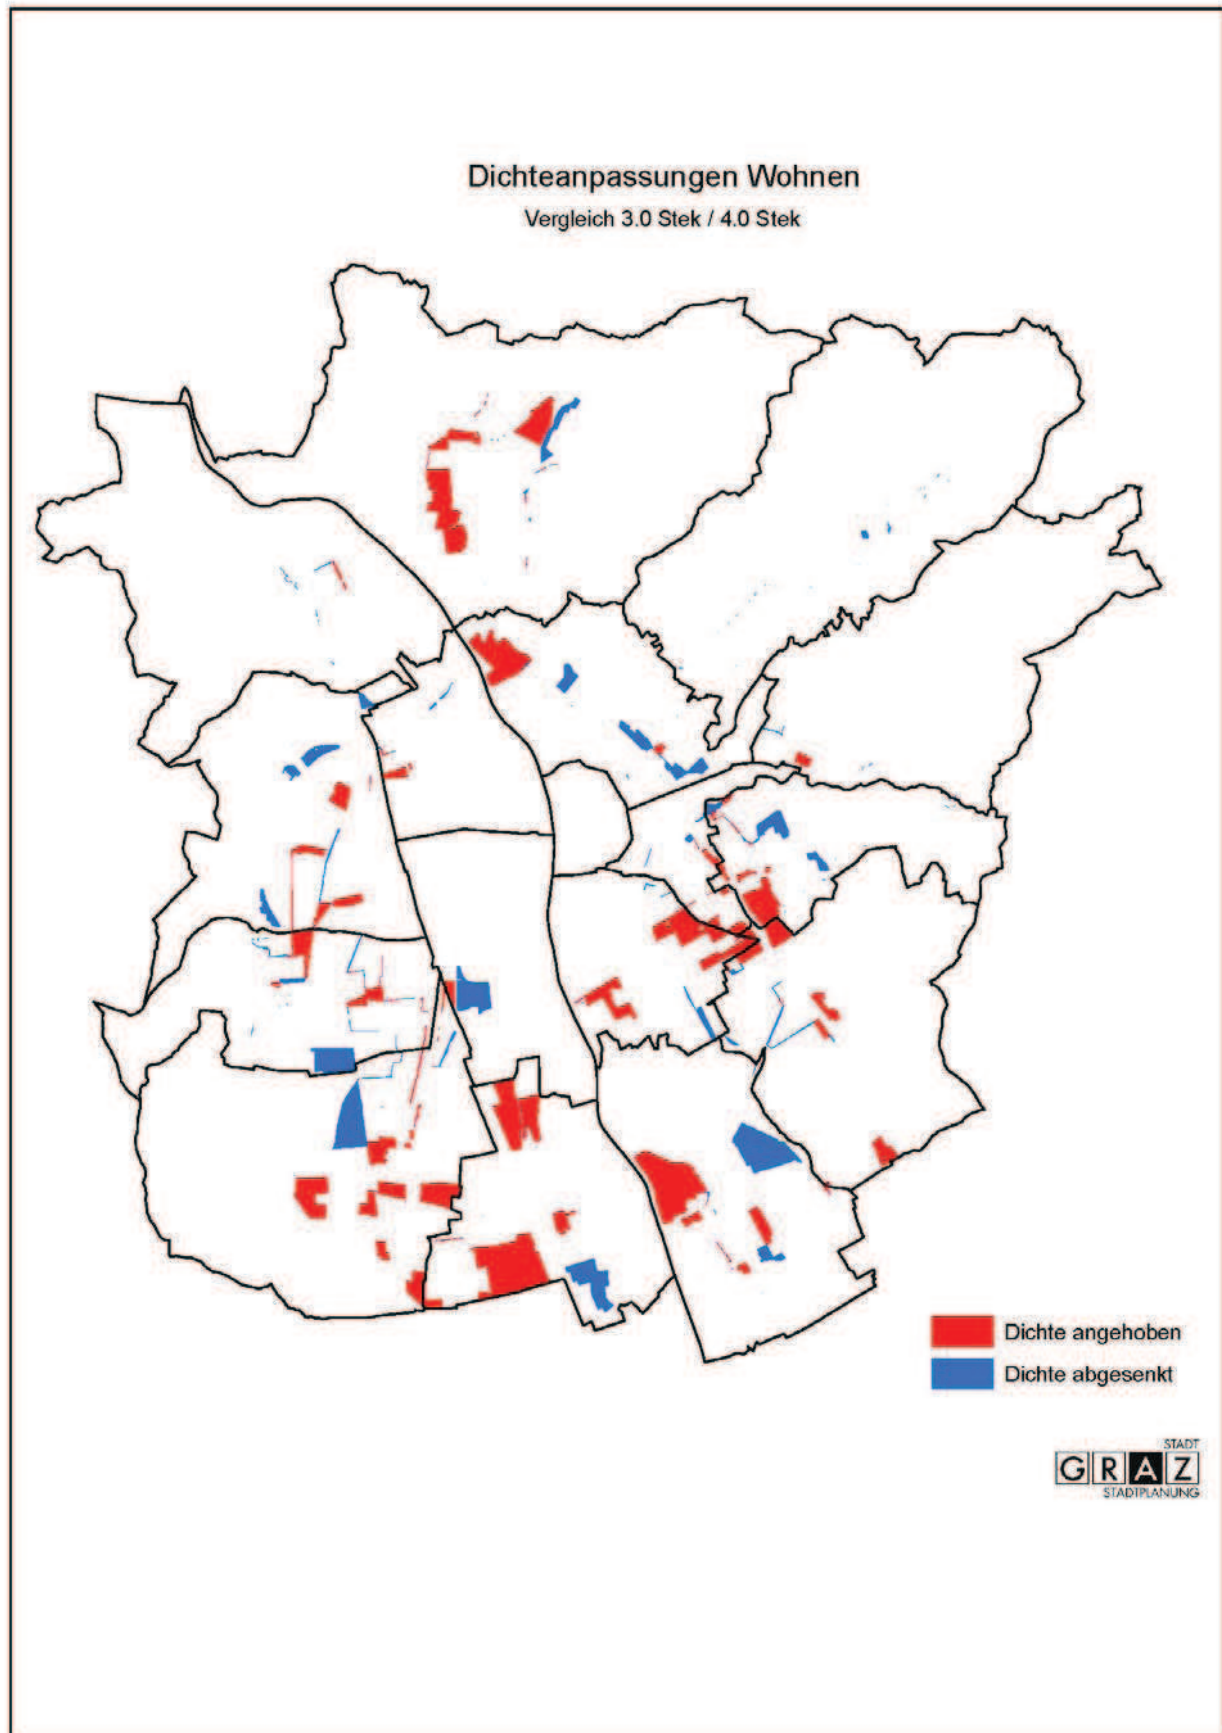 Dichteanpassungen Wohnen
Vergleich 3.0 Stek / 4.0 Stek
Dichte angehoben
Dichte abgesenkt
STADT
GRAZ
STADTPLANUNG